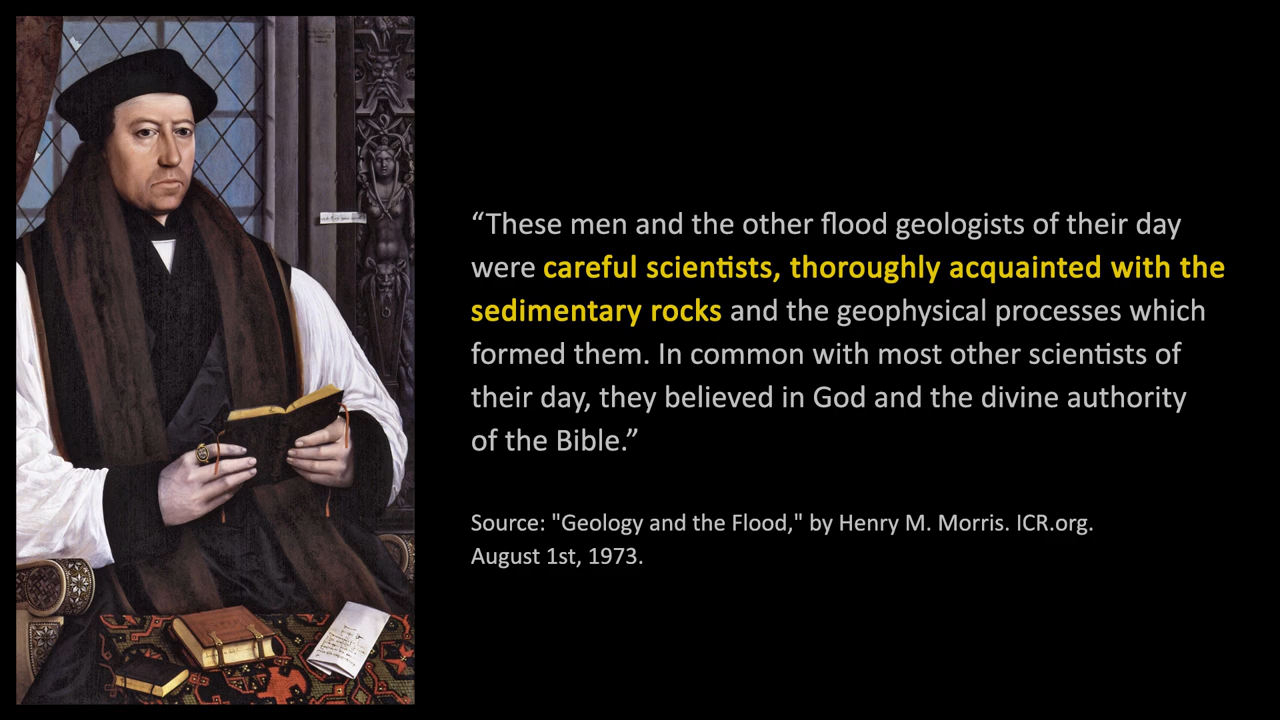 “These men and the other flood geologists of their day
were careful scientists, thoroughly acquainted with the
sedimentary rocks and the geophysical processes which
formed them. In common with most other scientists of
their day, they believed in God and the divine authority
of the Bible.”
Source: "Geology and the Flood," by Henry M. Morris. ICR.org.
August 1st, 1973.